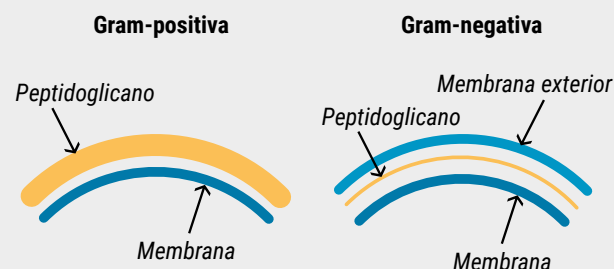 Gram-positiva
Gram-negativa
Peptidoglicano
Membrana
Membrana exterior
Peptidoglicano
Membrana